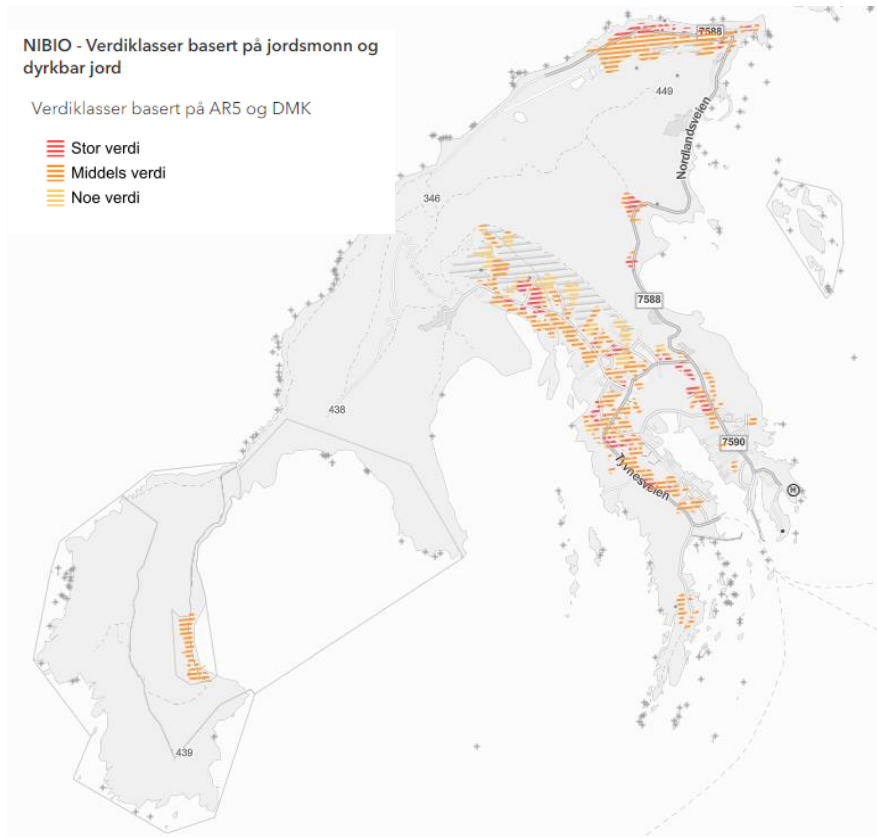 NIBIO - Verdiklasser basert på jordsmonn og
dyrkbar jord
Verdiklasser basert på AR5 og DMK
Stor verdi
Middels verdi
Noe verdi
7588
449
Nordlandsveien
346
7588
438
7590
Tyvnesveien
H
439